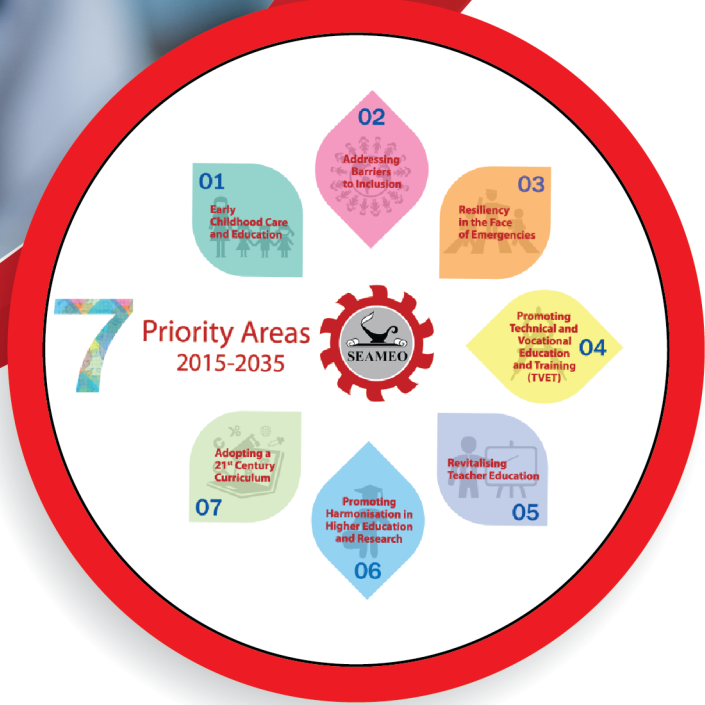 02
Addressing
Barriers
to Inclusion
01
Early
Childhood Care
and Education
03
Resiliency
in the Face
of Emergencies
7
Priority Areas
2015-2035
SEAMEO
Promoting
Technical and
Vocational
Education
and Training
(TVET)
04
Revitalising
Teacher Education
05
Promoting
Harmonisation in
Higher Education
and Research
06
Adopting a
21st Century
Curriculum
07